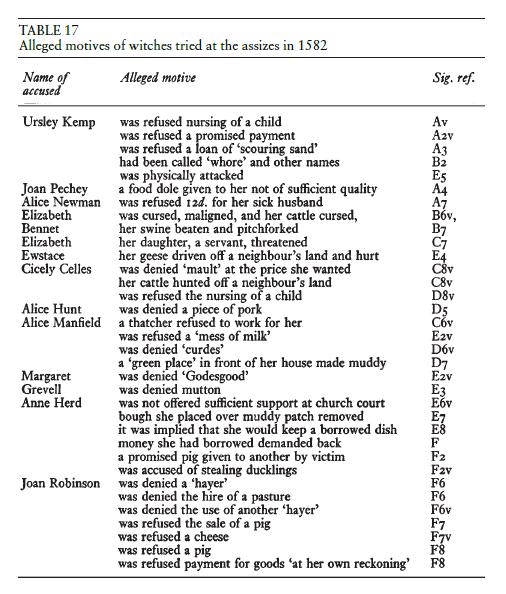 TABLE 17
Alleged motives of witches tried at the assizes in 1582
Name of accused Alleged motive Sig. ref.
Ursley Kemp was refused nursing of a child Av
was refused a promised payment A2v
was refused a loan of ‘scouring sand’ A3
had been called ‘whore’ and other names B2
was physically attacked E5
Joan Pechey a food dole given to her not of sufficient quality A4
Alice Newman was refused 12d. for her sick husband A7
Elizabeth was cursed, maligned, and her cattle cursed, B6v,
Bennet her swine beaten and pitchforked B7
Elizabeth her daughter, a servant, threatened C7
Ewstace her geese driven off a neighbour’s land and hurt E4
Cicely Celles was denied ‘mault’ at the price she wanted C8v
her cattle hunted off a neighbour’s land C8v
was refused the nursing of a child D8v
Alice Hunt was denied a piece of pork D5
Alice Manfield a thatcher refused to work for her C6v
was refused a ‘mess of milk’ E2v
was denied ‘curdes’ D6v
a ‘green place’ in front of her house made muddy D7
Margaret was denied ‘Godesgood’ E2v
Grevell was denied mutton E3
Anne Herd was not offered sufficient support at church court E6v
bough she placed over muddy patch removed E7
it was implied that she would keep a borrowed dish E8
money she had borrowed demanded back F
a promised pig given to another by victim F2
was accused of stealing ducklings F2v
Joan Robinson was denied a ‘hayer’ F6
was denied the hire of a pasture F6
was denied the use of another ‘hayer’ F6v
was refused the sale of a pig F7
was refused a cheese F7v
was refused a pig F8
was refused payment for goods ‘at her own reckoning’ F8